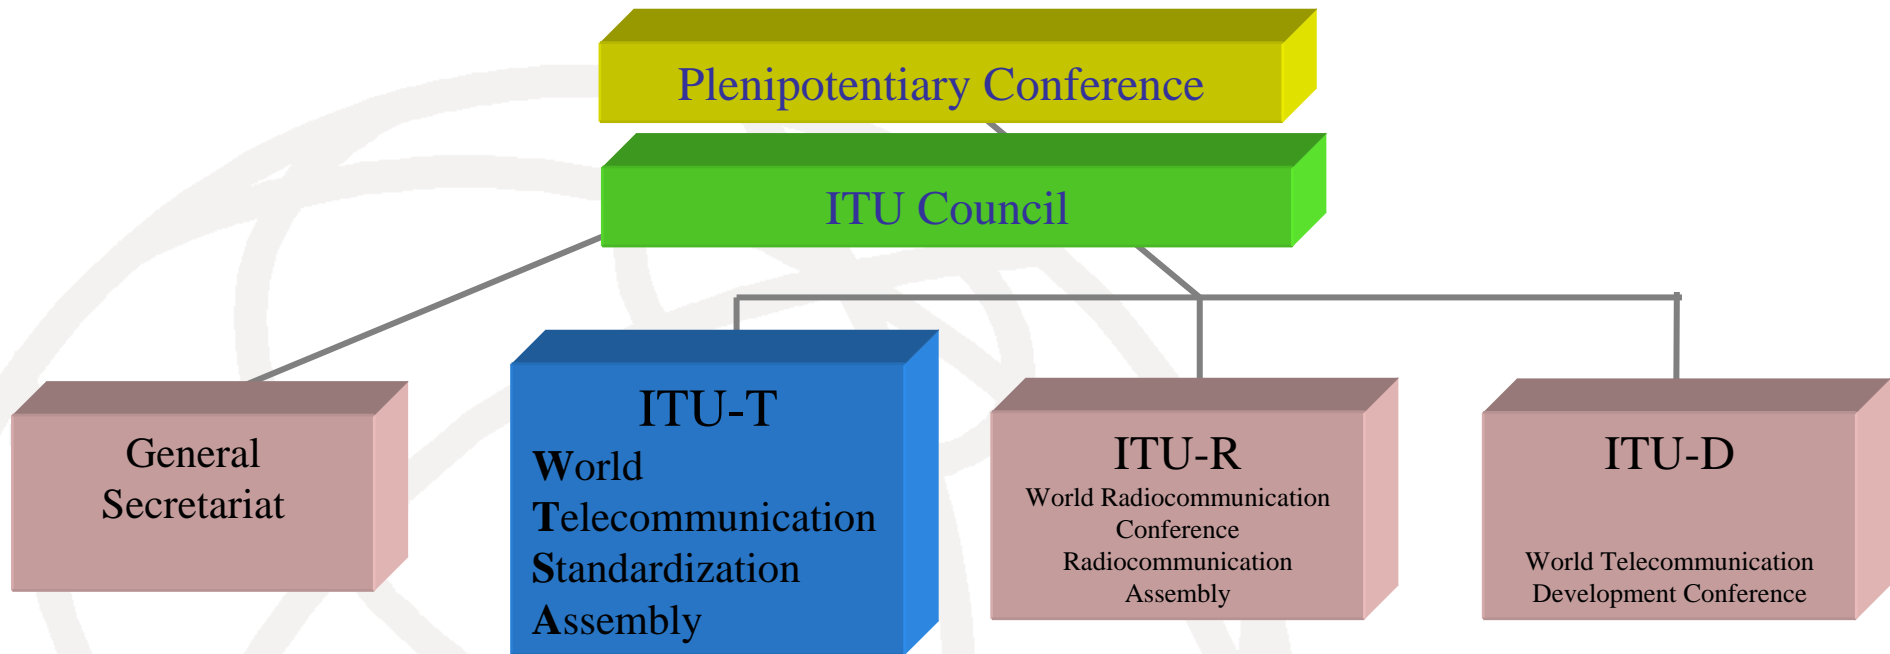 Plenipotentiary Conference
ITU Council
General
Secretariat
ITU-T
World
Telecommunication
Standardization
Assembly
ITU-R
World Radiocommunication
Conference
Radiocommunication
Assembly
ITU-D
World Telecommunication
Development Conference